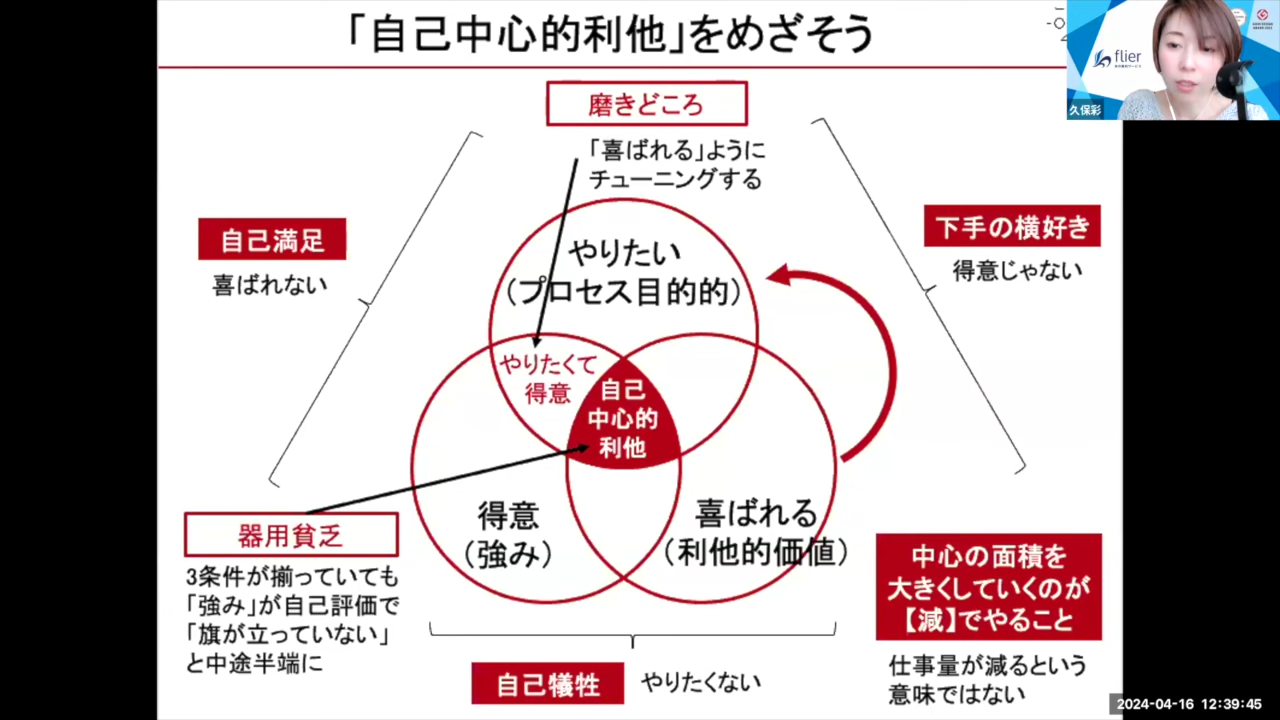 「自己中心的利他」をめざそう
flier
久保彩
磨きどころ
「喜ばれる」ように
チューニングする
自己満足
喜ばれない
下手の横好き
得意じゃない
やりたい
（プロセス目的的）
やりたくて
得意
自己
中心的
利他
得意
（強み）
喜ばれる
（利他的価値）
器用貧乏
3条件が揃っていても
「強み」が自己評価で
「旗が立っていない」
と中途半端に
中心の面積を
大きくしていくのが
【減】でやること
仕事量が減るという
意味ではない
自己犠牲
やりたくない
2024-04-16 12:39:45